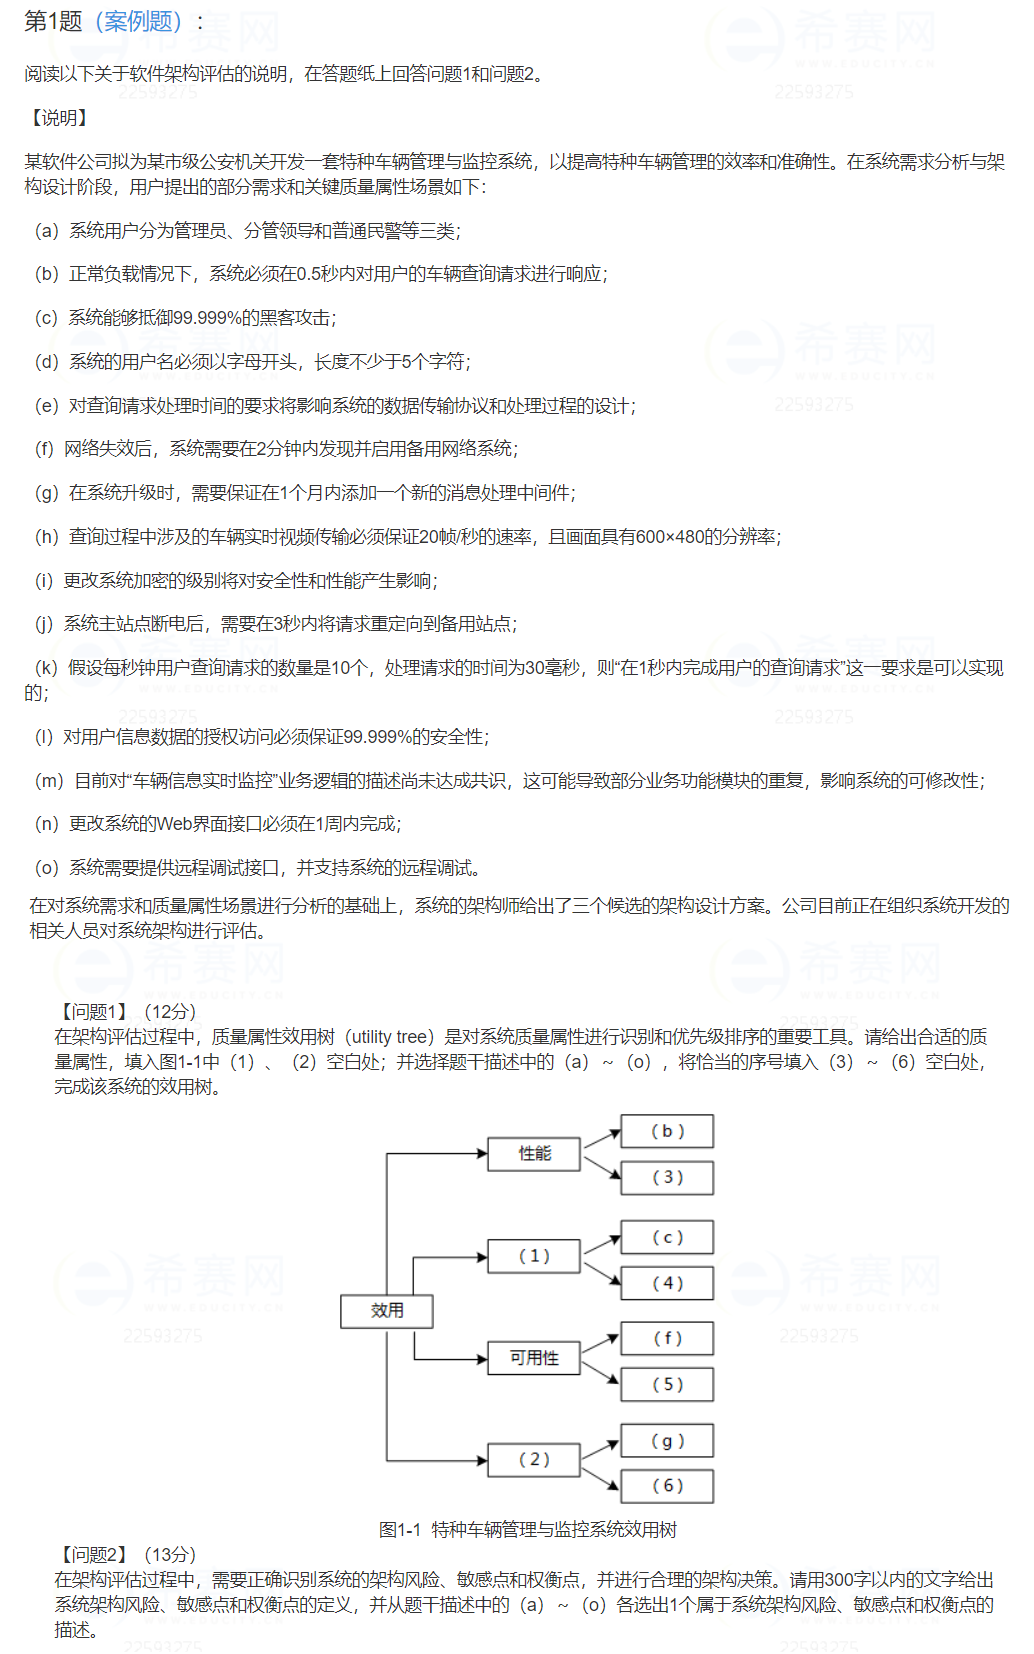 第1题（案例题）：
阅读以下关于软件架构评估的说明，在答题纸上回答问题1和问题2。
【说明】
某软件公司拟为某市级公安机关开发一套特种车辆管理与监控系统，以提高特种车辆管理的效率和准确性。在系统需求分析与架
构设计阶段，用户提出的部分需求和关键质量属性场景如下：
（a）系统用户分为管理员、分管领导和普通民警等三类；
（b）正常负载情况下，系统必须在0.5秒内对用户的车辆查询请求进行响应；
（c）系统能够抵御99.999%的黑客攻击；
（d）系统的用户名必须以字母开头，长度不少于5个字符；
（e）对查询请求处理时间的要求将影响系统的数据传输协议和处理过程的设计；
（f）网络失效后，系统需要在2分钟内发现并启用备用网络系统；
（g）在系统升级时，需要保证在1个月内添加一个新的消息处理中间件；
（h）查询过程中涉及的车辆实时视频传输必须保证20帧/秒的速率，且画面具有600×480的分辨率；
（i）更改系统加密的级别将对安全性和性能产生影响；
（j）系统主站点断电后，需要在3秒内将请求重定向到备用站点；
（k）假设每秒钟用户查询请求的数量是10个，处理请求的时间为30毫秒，则“在1秒内完成用户的查询请求”这一要求是可以实现
的；
（l）对用户信息数据的授权访问必须保证99.999%的安全性；
（m）目前对“车辆信息实时监控”业务逻辑的描述尚未达成共识，这可能导致部分业务功能模块的重复，影响系统的可修改性；
（n）更改系统的Web界面接口必须在1周内完成；
（o）系统需要提供远程调试接口，并支持系统的远程调试。
在对系统需求和质量属性场景进行分析的基础上，系统的架构师给出了三个候选的架构设计方案。公司目前正在组织系统开发的
相关人员对系统架构进行评估。
【问题1】（12分）
在架构评估过程中，质量属性效用树（utility tree）是对系统质量属性进行识别和优先级排序的重要工具。请给出合适的质
量属性，填入图1-1中（1）、（2）空白处；并选择题干描述中的（a）~（o），将恰当的序号填入（3）~（6）空白处，
完成该系统的效用树。
（b）
性能
（3）
（c）
（1）
（4）
效用
（f）
可用性
（5）
（g）
（2）
（6）
图1-1 特种车辆管理与监控系统效用树
【问题2】（13分）
在架构评估过程中，需要正确识别系统的架构风险、敏感点和权衡点，并进行合理的架构决策。请用300字以内的文字给出
系统架构风险、敏感点和权衡点的定义，并从题干描述中的（a）~（o）各选出1个属于系统架构风险、敏感点和权衡点的
描述。
希赛网
WWW.EDUCITY.CN
22593275